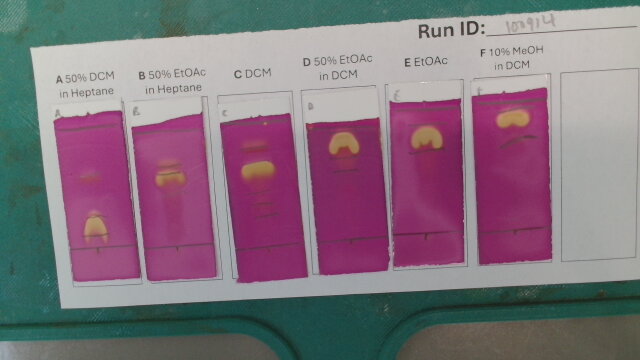 Run ID: 100914
A 50% DCM
in Heptane
B 50% EtOAc
in Heptane
C DCM
D 50% EtOAc
in DCM
E EtOAc
F 10% MeOH
in DCM
A
B
C
D
E
F